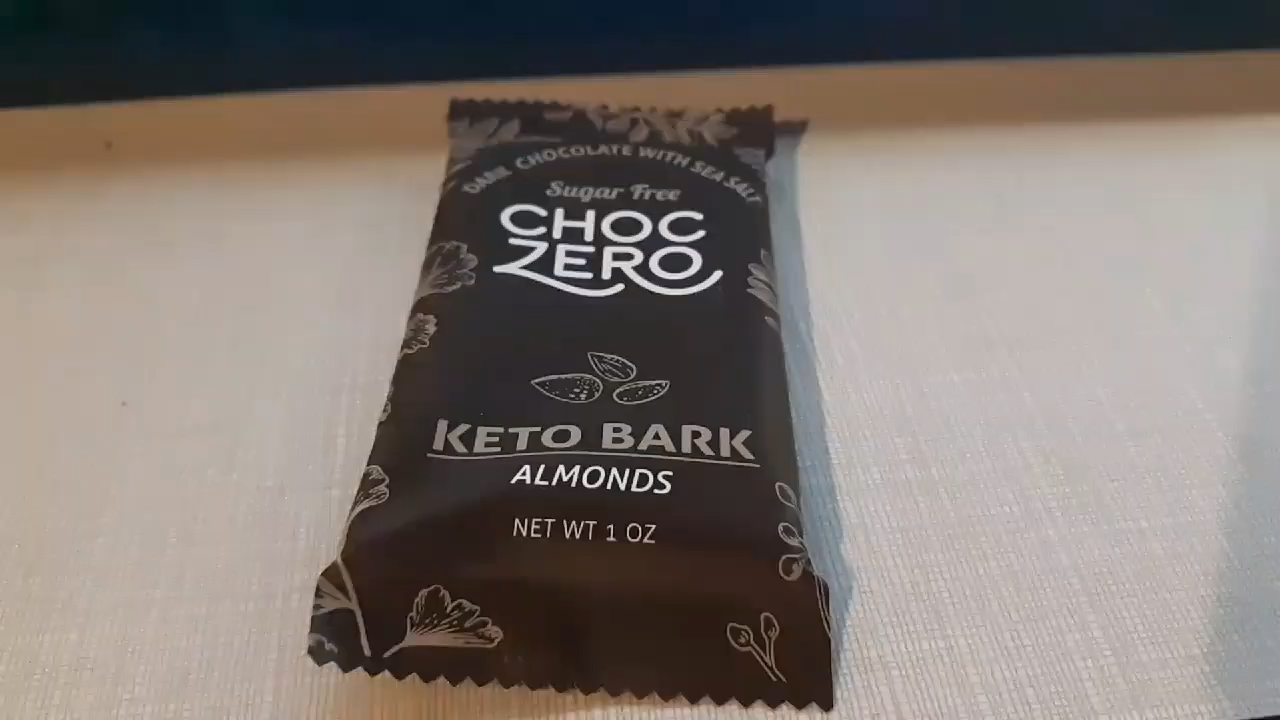 DARK CHOCOLATE WITH SEA SALT
Sugar Free
CHOC
ZERO
KETO BARK
ALMONDS
NET WT 1 OZ